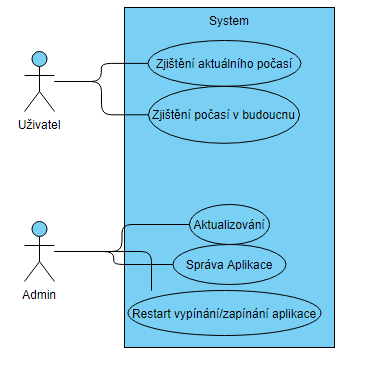 System
Zjištění aktuálního počasí
Zjištění počasí v budoucnu
Uživatel
Aktualizování
Správa Aplikace
Admin
Restart vypínání/zapínání aplikace